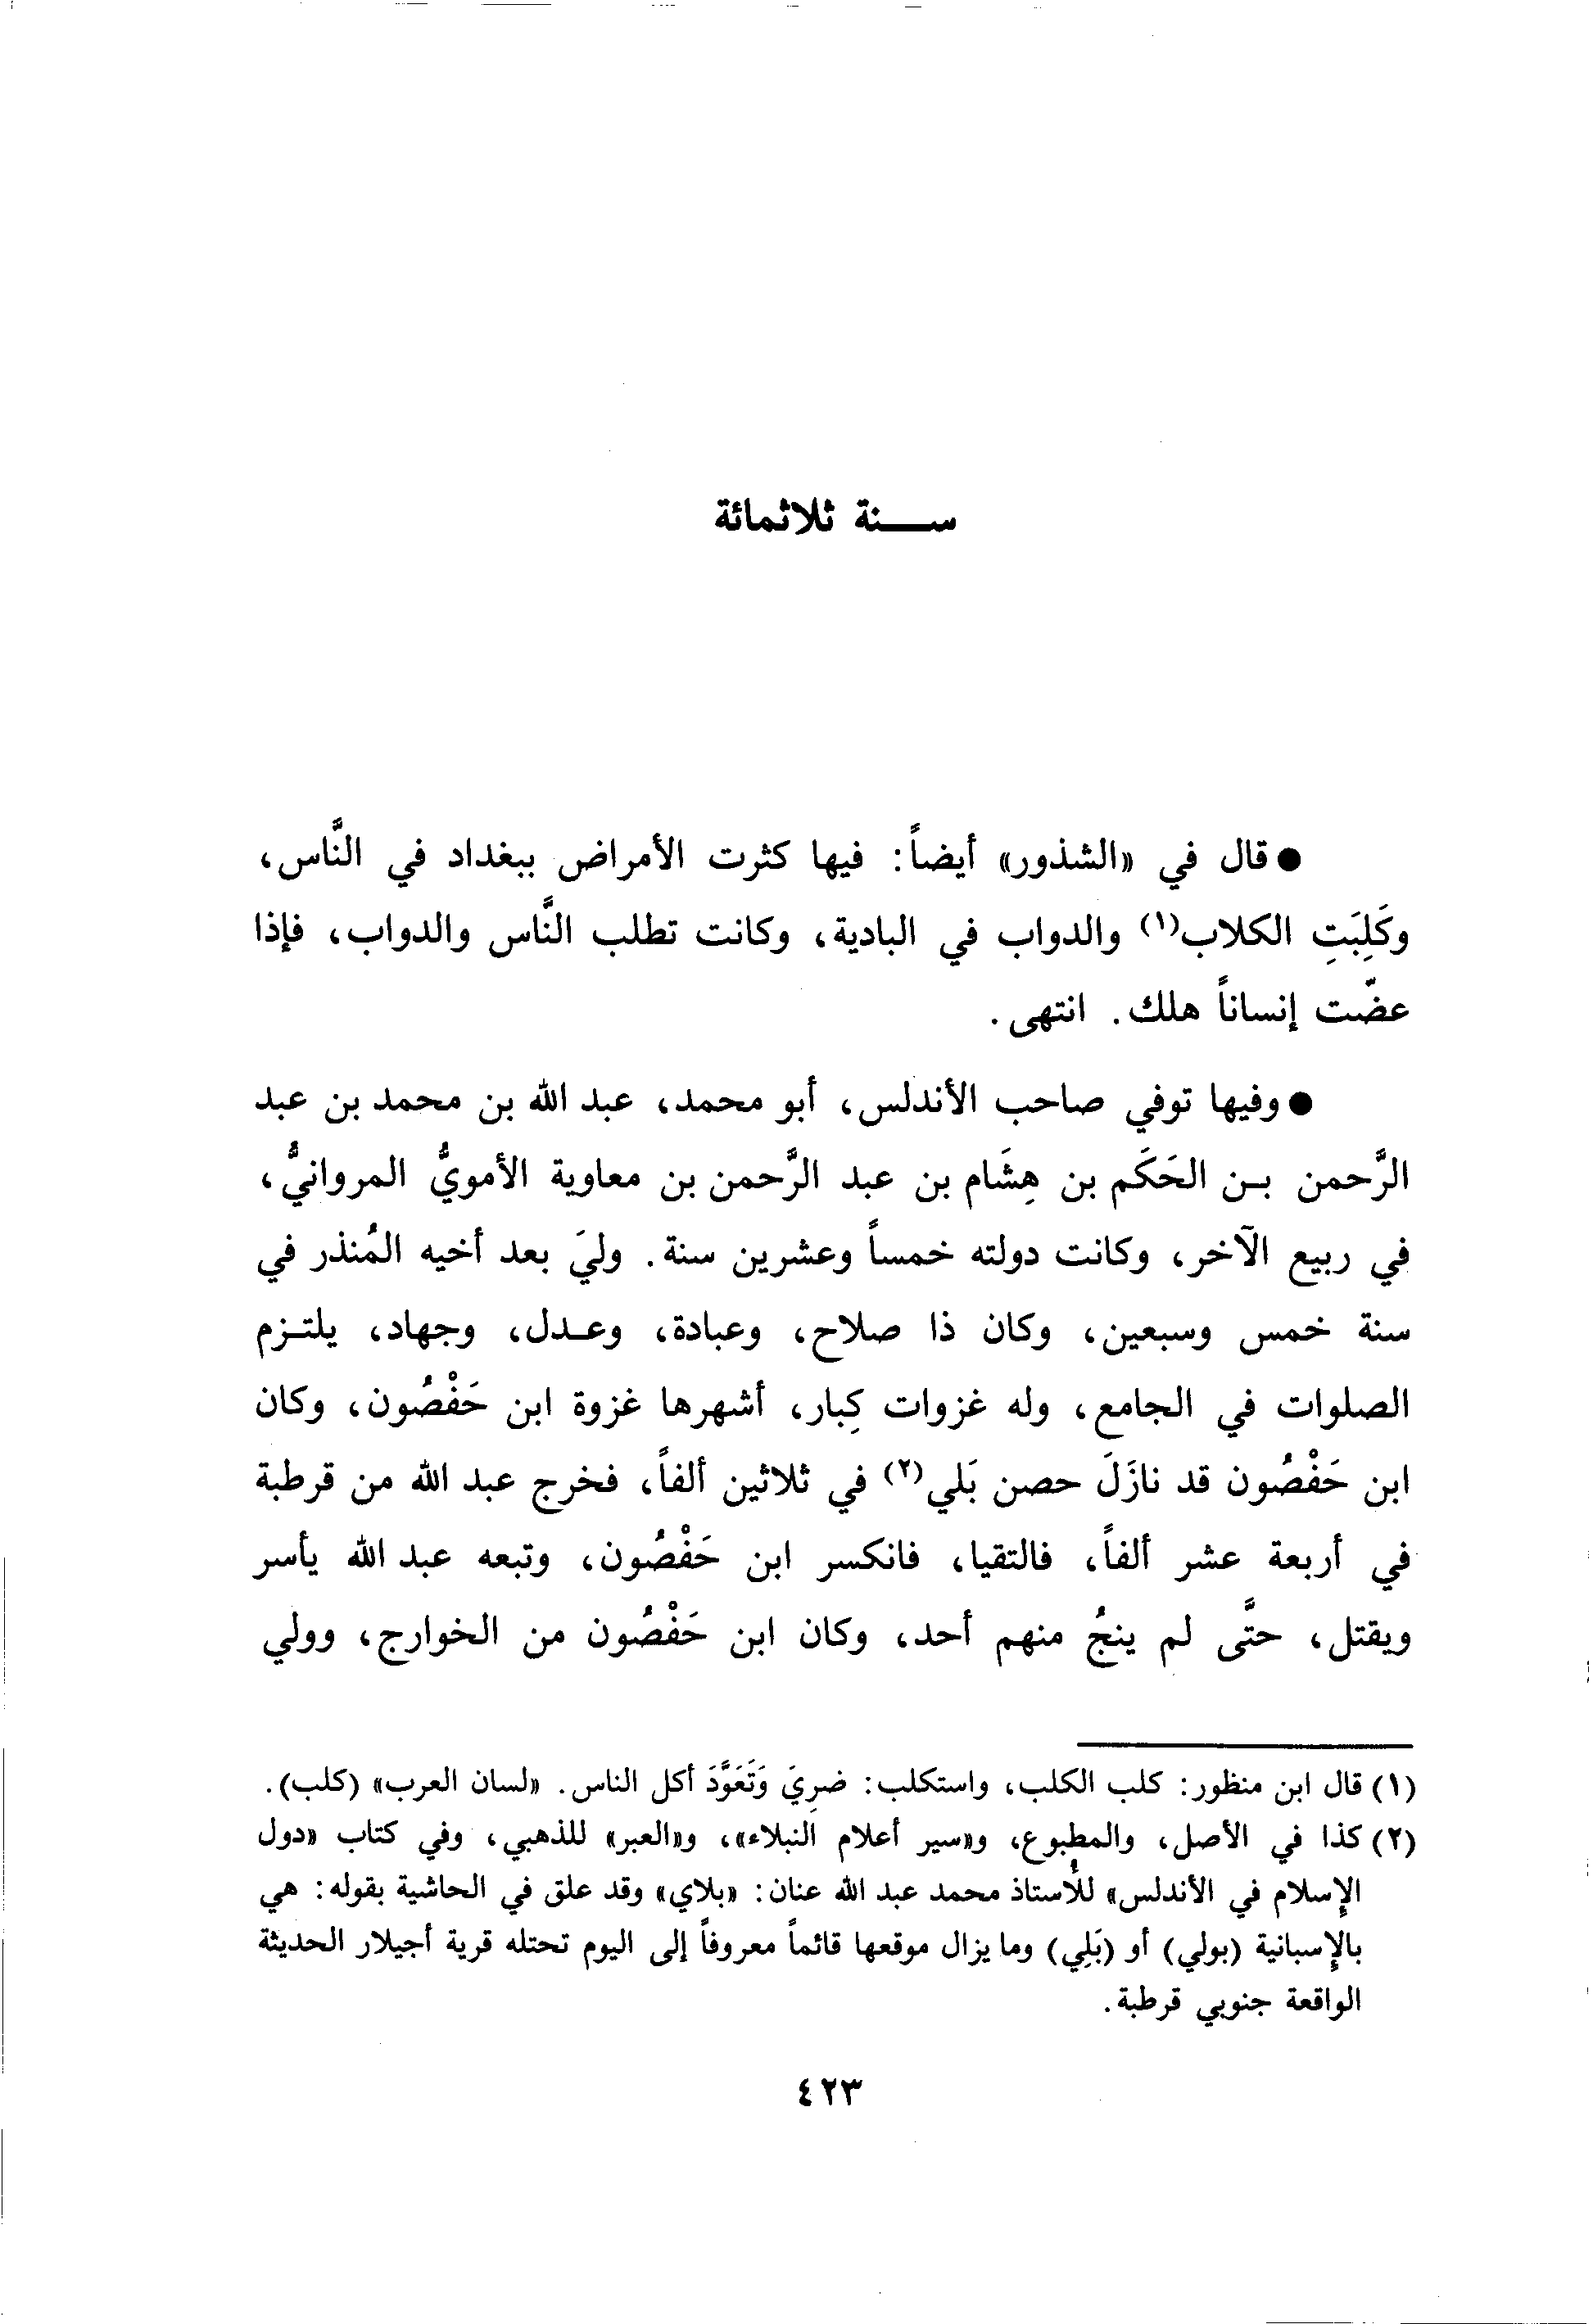 ســـنة ثلاثمائة
● قال في «الشذور» أيضاً: فيها كثرت الأمراض ببغداد في النَّاس،
وكَلِبَتِ الكلاب(١) والدواب في البادية، وكانت تطلب النَّاس والدواب، فإذا
عضّت إنساناً هلك. انتهى.
● وفيها توفي صاحب الأندلس، أبو محمد، عبد الله بن محمد بن عبد
الرَّحمن بـن الحَكَم بن هِشَام بن عبد الرَّحمن بن معاوية الأمويُّ المروانيُّ،
في ربيع الآخر، وكانت دولته خمساً وعشرين سنة. وليَ بعد أخيه المُنذر في
سنة خمس وسبعين، وكان ذا صلاح، وعبادة، وعـدل، وجهاد، يلتـزم
الصلوات في الجامع، وله غزوات كِبار، أشهرها غزوة ابن حَفْصُون، وكان
ابن حَفْصُون قد نازَلَ حصن بَلي(٢) في ثلاثين ألفاً، فخرج عبد الله من قرطبة
في أربعة عشر ألفاً، فالتقيا، فانكسر ابن حَفْصُون، وتبعه عبد الله يأسر
ويقتل، حتَّى لم ينجُ منهم أحد، وكان ابن حَفْصُون من الخوارج، وولي
(١) قال ابن منظور: كلب الكلب، واستكلب: ضرِيَ وَتَعَوَّدَ أكل الناس. «لسان العرب» (كلب).
(٢) كذا في الأصل، والمطبوع، و«سير أعلام النبلاء»، و«العبر» للذهبي، وفي كتاب «دول
الإسلام في الأندلس» للأستاذ محمد عبد الله عنان: «بلاي» وقد علق في الحاشية بقوله: هي
بالإسبانية (بولي) أو (بَلِي) وما يزال موقعها قائماً معروفاً إلى اليوم تحتله قرية أجيلار الحديثة
الواقعة جنوبي قرطبة.
٤٢٣